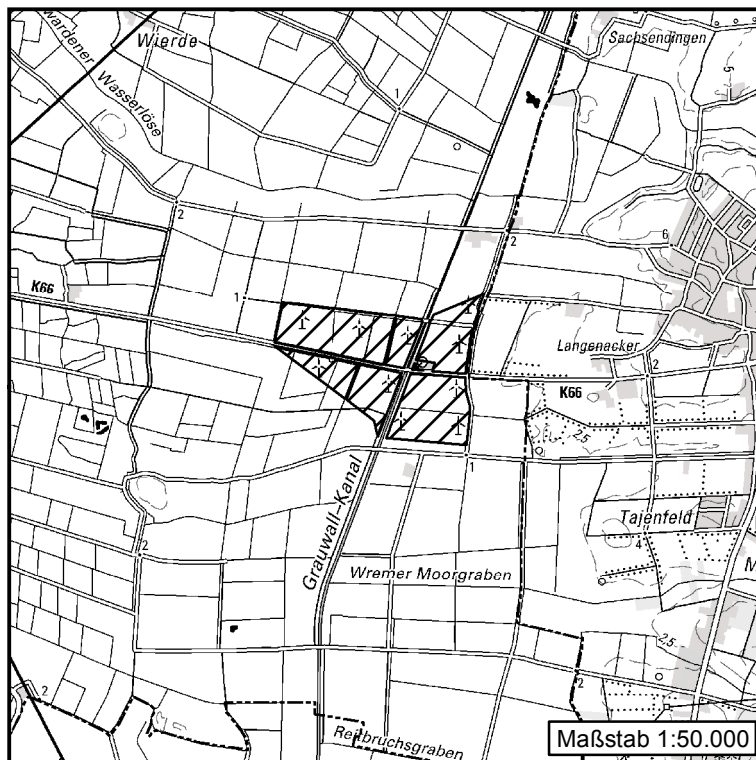 Sachsendingen
Wierde
wardener
Wasserlöse
5
1
2
6
2
K66
1
Langenacker
2
K66
2,5
1
Grauwall-Kanal
Tajenfeld
4
2
Wremer Moorgraben
M
2,5
2
2
Reitbruchsgraben
Maßstab 1:50.000